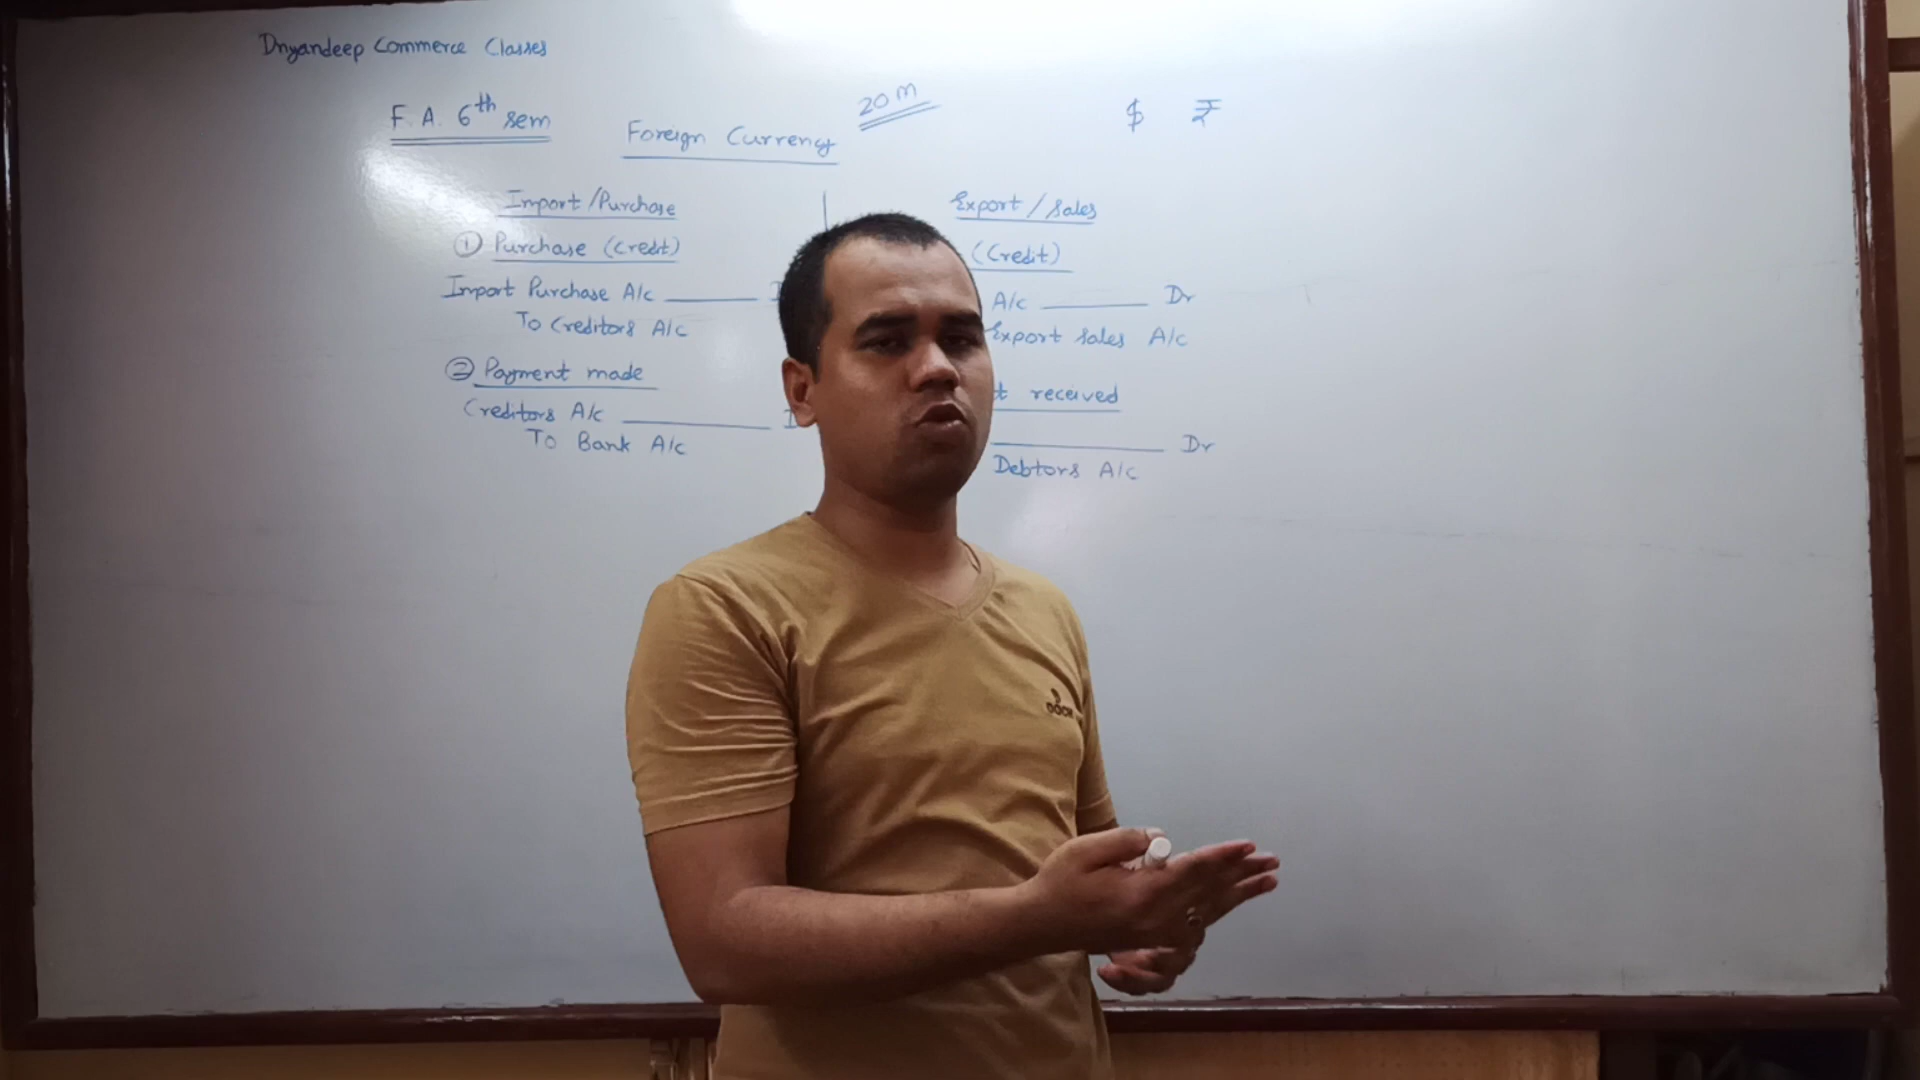 Dnyandeep Commerce Classes
F. A. 6th sem
20 M
$ ₹
Foreign Currency
Import / Purchase
① Purchase (Credit)
Import Purchase A/c ______
To Creditors A/c
② Payment made
Creditors A/c ______
To Bank A/c
Export / Sales
(Credit)
A/c ______ Dr
Export Sales A/c
received
______ Dr
Debtors A/c